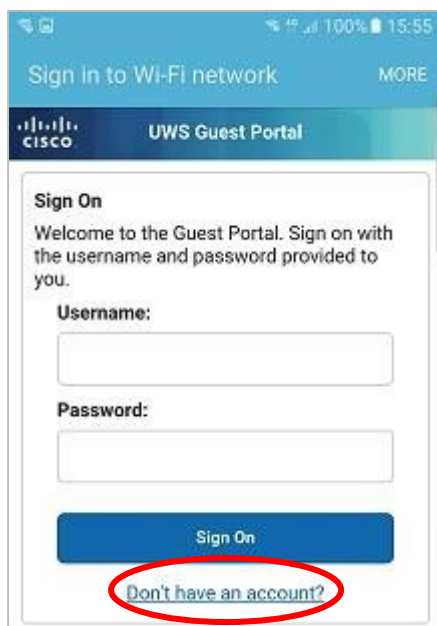 100% 15:55
Sign in to Wi-Fi network MORE
CISCO UWS Guest Portal
Sign On
Welcome to the Guest Portal. Sign on with
the username and password provided to
you.
Username:
Password:
Sign On
Don't have an account?